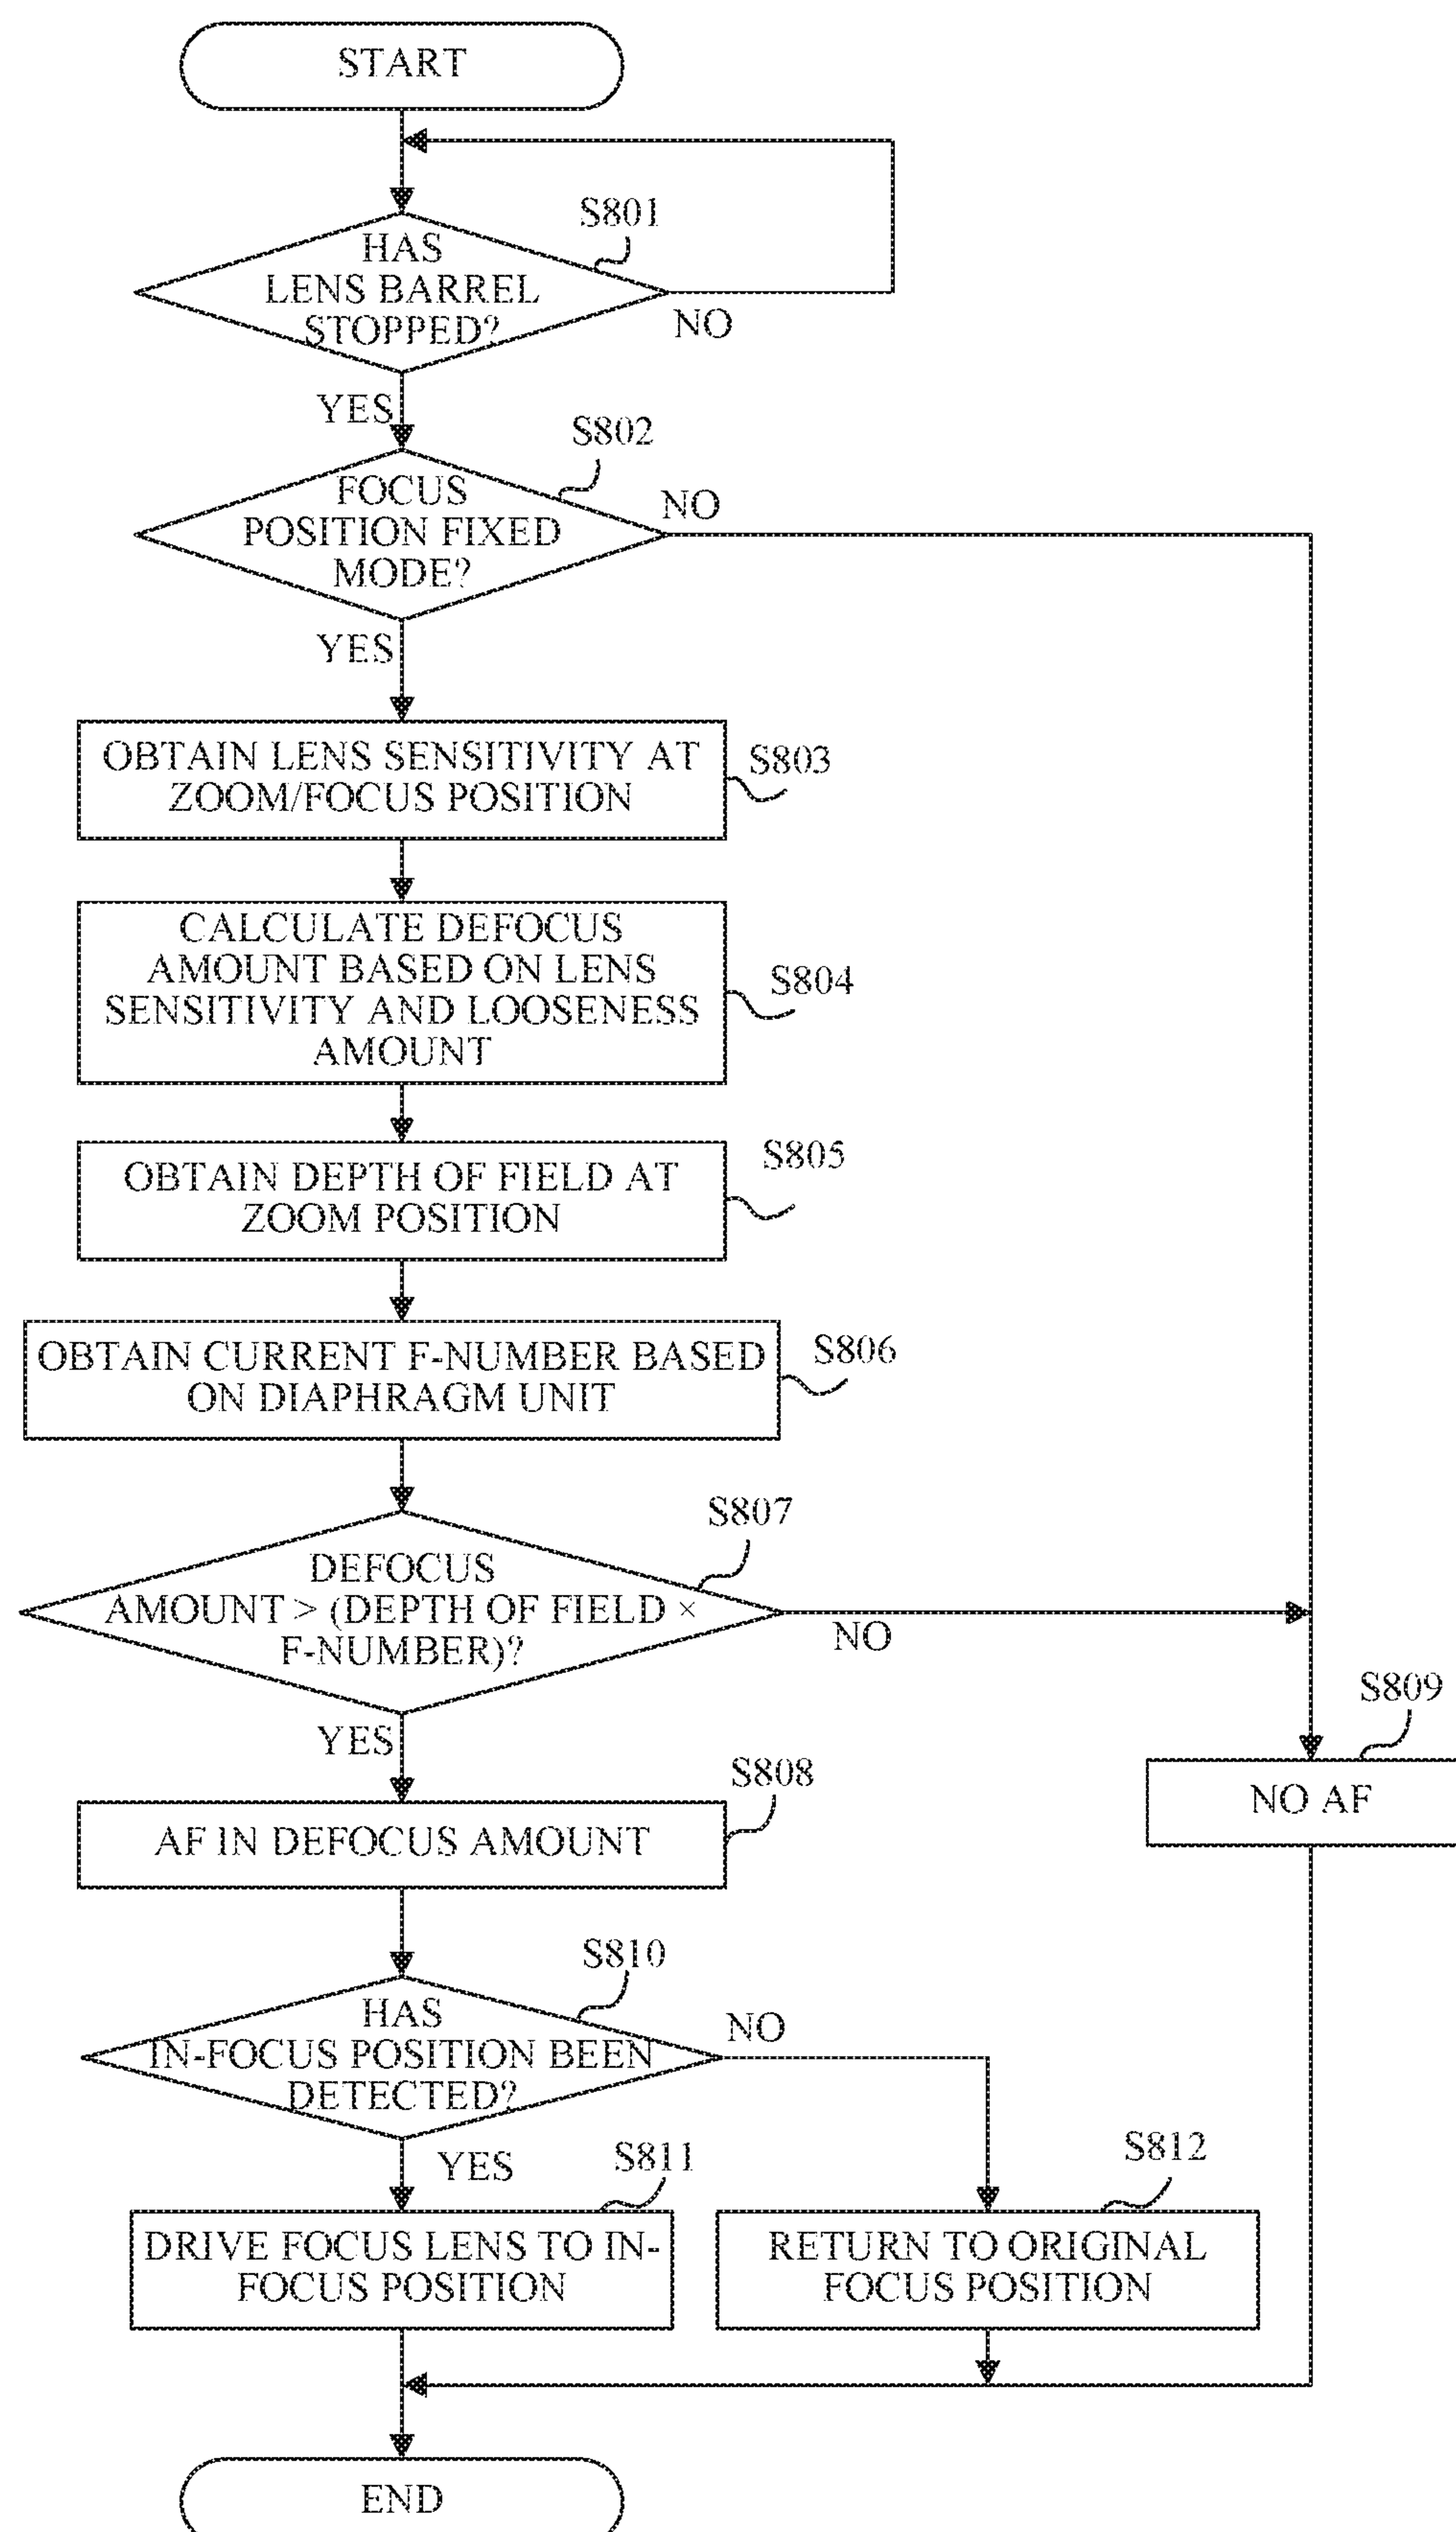 START
S801
HAS
LENS BARREL
STOPPED?
NO
YES
S802
FOCUS
POSITION FIXED
MODE?
NO
YES
OBTAIN LENS SENSITIVITY AT
ZOOM/FOCUS POSITION
S803
CALCULATE DEFOCUS
AMOUNT BASED ON LENS
SENSITIVITY AND LOOSENESS
AMOUNT
S804
OBTAIN DEPTH OF FIELD AT
ZOOM POSITION
S805
OBTAIN CURRENT F-NUMBER BASED
ON DIAPHRAGM UNIT
S806
S807
DEFOCUS
AMOUNT > (DEPTH OF FIELD ×
F-NUMBER)?
NO
YES
S809
NO AF
S808
AF IN DEFOCUS AMOUNT
S810
HAS
IN-FOCUS POSITION BEEN
DETECTED?
NO
YES
S811
DRIVE FOCUS LENS TO IN-
FOCUS POSITION
S812
RETURN TO ORIGINAL
FOCUS POSITION
END